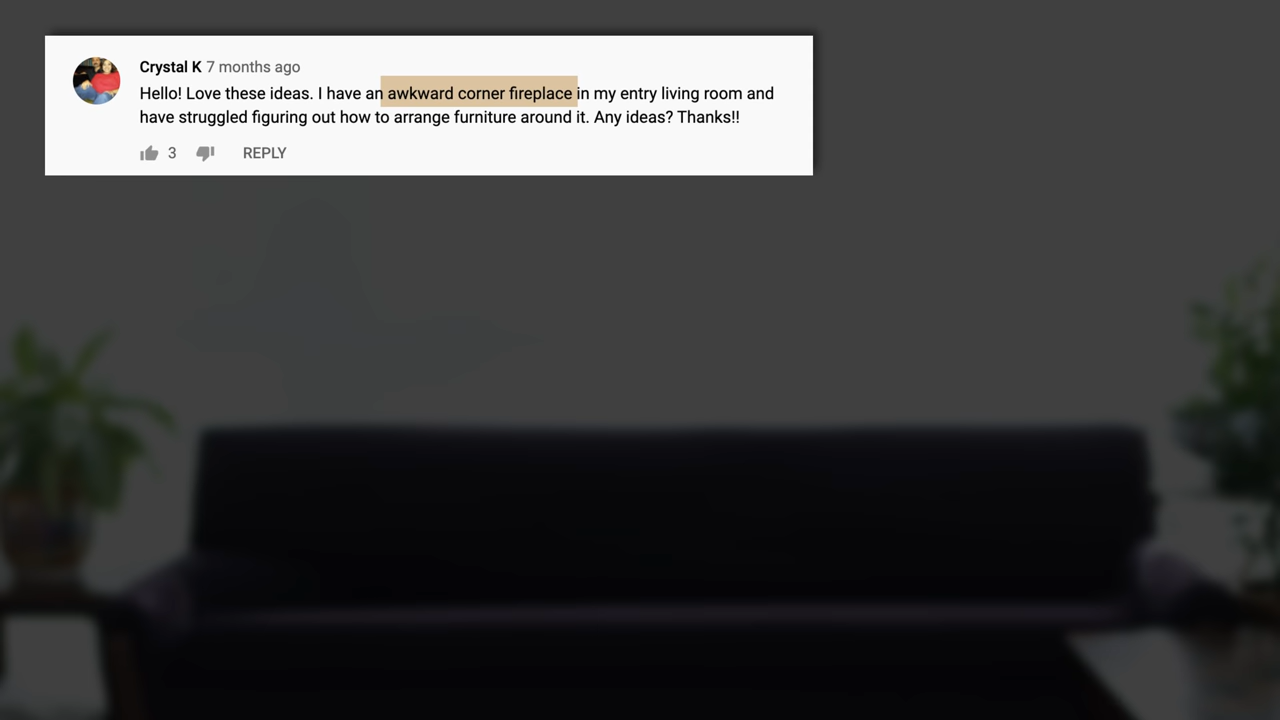 Crystal K 7 months ago
Hello! Love these ideas. I have an awkward corner fireplace in my entry living room and
have struggled figuring out how to arrange furniture around it. Any ideas? Thanks!!
3 REPLY